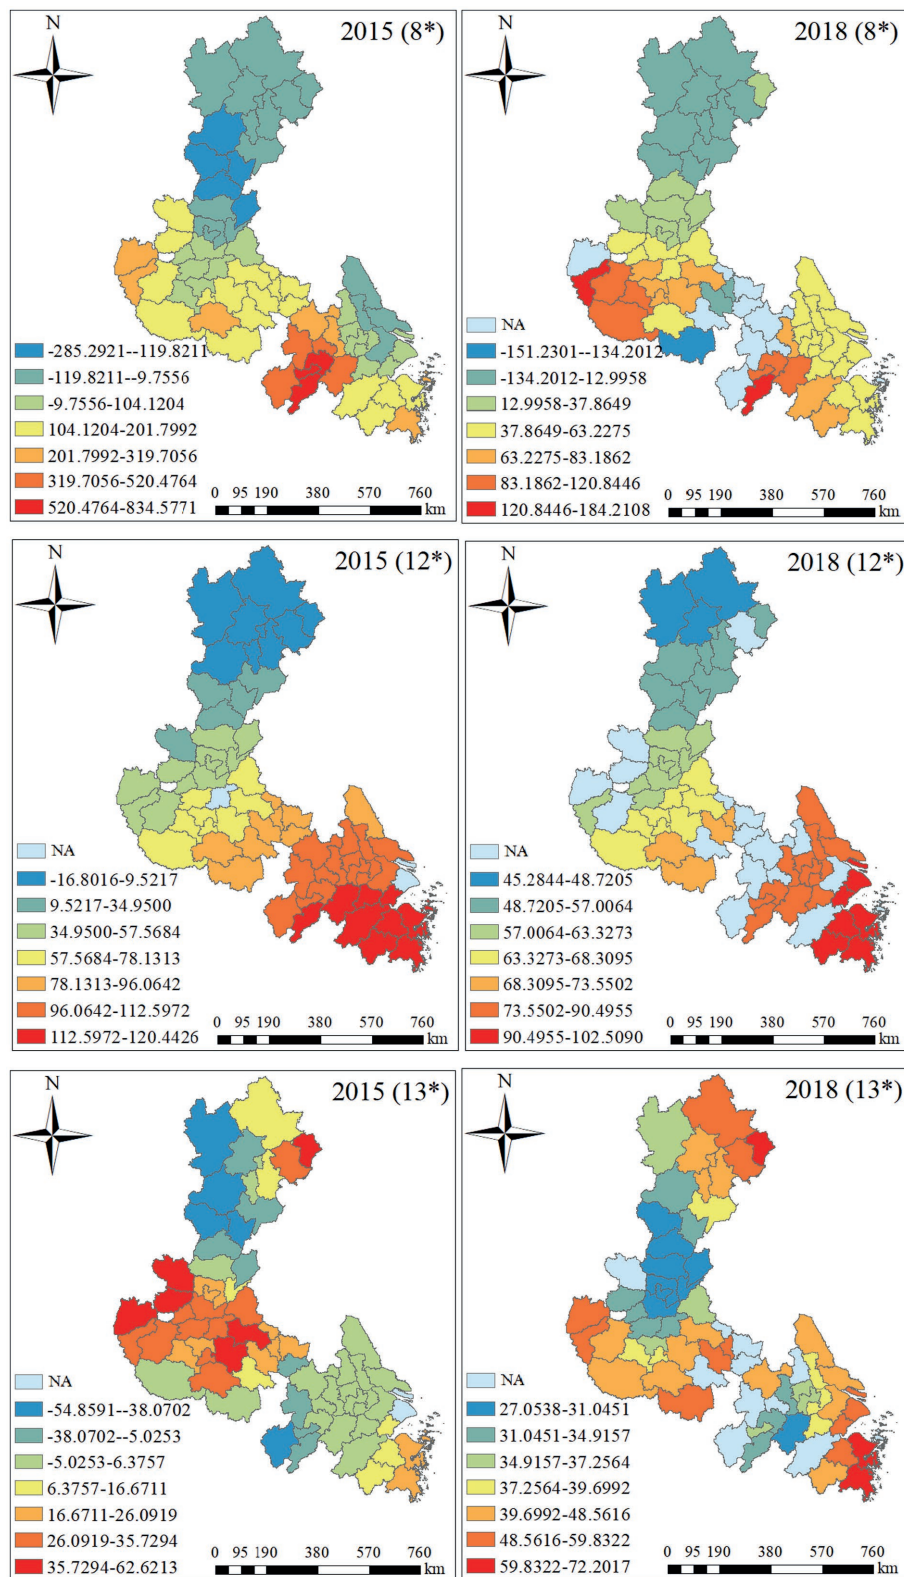 N
2015 (8*)
-285.2921--119.8211
-119.8211--9.7556
-9.7556-104.1204
104.1204-201.7992
201.7992-319.7056
319.7056-520.4764
520.4764-834.5771
0 95 190 380 570 760
km
N
2018 (8*)
NA
-151.2301--134.2012
-134.2012-12.9958
12.9958-37.8649
37.8649-63.2275
63.2275-83.1862
83.1862-120.8446
120.8446-184.2108
0 95 190 380 570 760
km
N
2015 (12*)
NA
-16.8016-9.5217
9.5217-34.9500
34.9500-57.5684
57.5684-78.1313
78.1313-96.0642
96.0642-112.5972
112.5972-120.4426
0 95 190 380 570 760
km
N
2018 (12*)
NA
45.2844-48.7205
48.7205-57.0064
57.0064-63.3273
63.3273-68.3095
68.3095-73.5502
73.5502-90.4955
90.4955-102.5090
0 95 190 380 570 760
km
N
2015 (13*)
NA
-54.8591--38.0702
-38.0702--5.0253
-5.0253-6.3757
6.3757-16.6711
16.6711-26.0919
26.0919-35.7294
35.7294-62.6213
0 95 190 380 570 760
km
N
2018 (13*)
NA
27.0538-31.0451
31.0451-34.9157
34.9157-37.2564
37.2564-39.6992
39.6992-48.5616
48.5616-59.8322
59.8322-72.2017
0 95 190 380 570 760
km